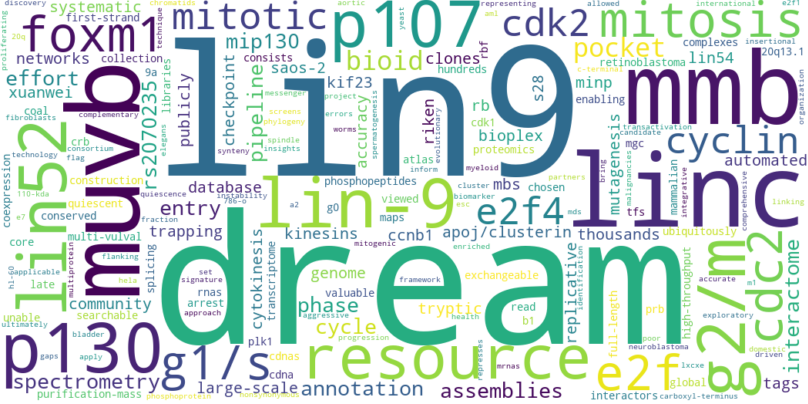 discovery
systematic
first-strand
20q
technique
chromatids
mitotic
aortic
p107
yeast
aml
representing
allowed
cdk2
international
mitosis
e2f1
insertional
20q13.1
foxm1
mip130
bioid
clones
rbf
complexes
pocket
retinoblastoma
lin54
proliferating
networks
collection
consists
saos-2
hundreds
effort
9a
libraries
publicly
checkpoint
pipeline
messenger
kif23
project
accuracy
riken
rb
cdk1
s28
minp
enabling
c-terminal
mmb
organization
xuanwei
coal
complementary
fibroblasts
screens
phylogeny
errors
worms
spermatogenesis
evolutionary
bioplex
proteomics
transactivation
candidate
mgc
cyclin
lin9
muvb
rs2070235
crb
consortium
technology
flag
elegans
synteny
spindle
insights
atlas
inform
myeloid
partners
mutagenesis
malignancies
bring
mammalian
integrative
automated
lin52
construction
quiescence
instability
786-o
database
phosphopeptides
cluster
biomarker
mbs
esc
chosen
mds
linc
tfs
comprehensive
linking
coexpression
110-kda
e7
quiescent
conserved
fraction
entry
lin 9
a2
g0
viewed
maps
e2f4
ubiquitously
core
multi-vulval
trapping
kinesins
mitogenic
ccnb1
apoj/clusterin
thousands
hl-60
applicable
late
multiprotein
flanking
hela
splicing
cytokinesis
transcriptome
enriched
dream
replicative
identification
cdc2
g2/m
high-throughput
accurate
m1
interactome
community
searchable
unable
ultimately
set
signature
approach
rnas
arrest
genome
valuable
phase
framework
aggressive
exchangeable
tryptic
health
read
b1
full-length
prb
poor
exploratory
p130
gaps
bladder
apply
g1/s
plk1
cycle
cdnas
cdna
progression
resource
represses
mrnas
neuroblastoma
e2f
lxcxe
global
domestic
driven
spectrometry
large-scale
annotation
assemblies
interactors
tags
purification-mass
phosphoprotein
nonsynonymous
carboxyl-terminus